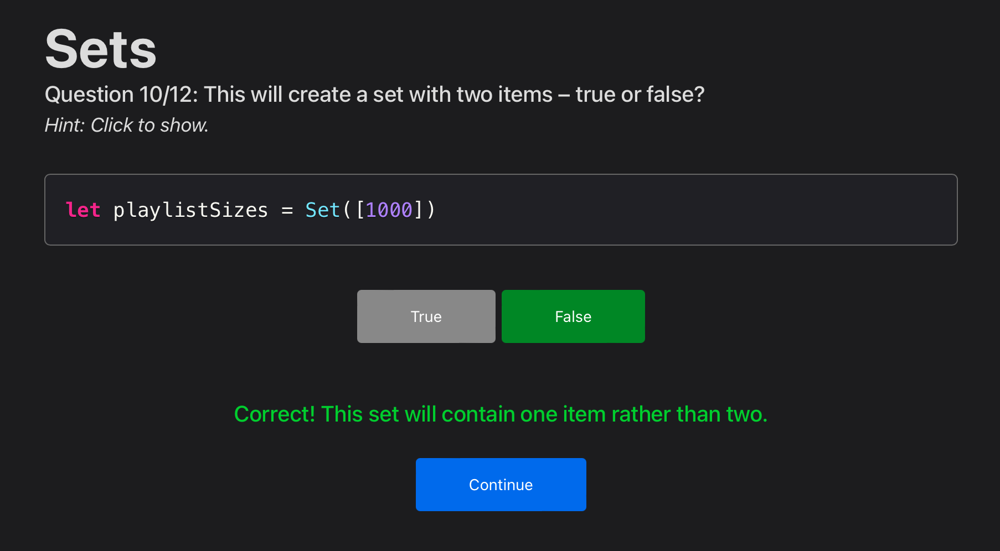 Sets
Question 10/12: This will create a set with two items – true or false?
Hint: Click to show.
let playlistSizes = Set([1000])
True
False
Correct! This set will contain one item rather than two.
Continue